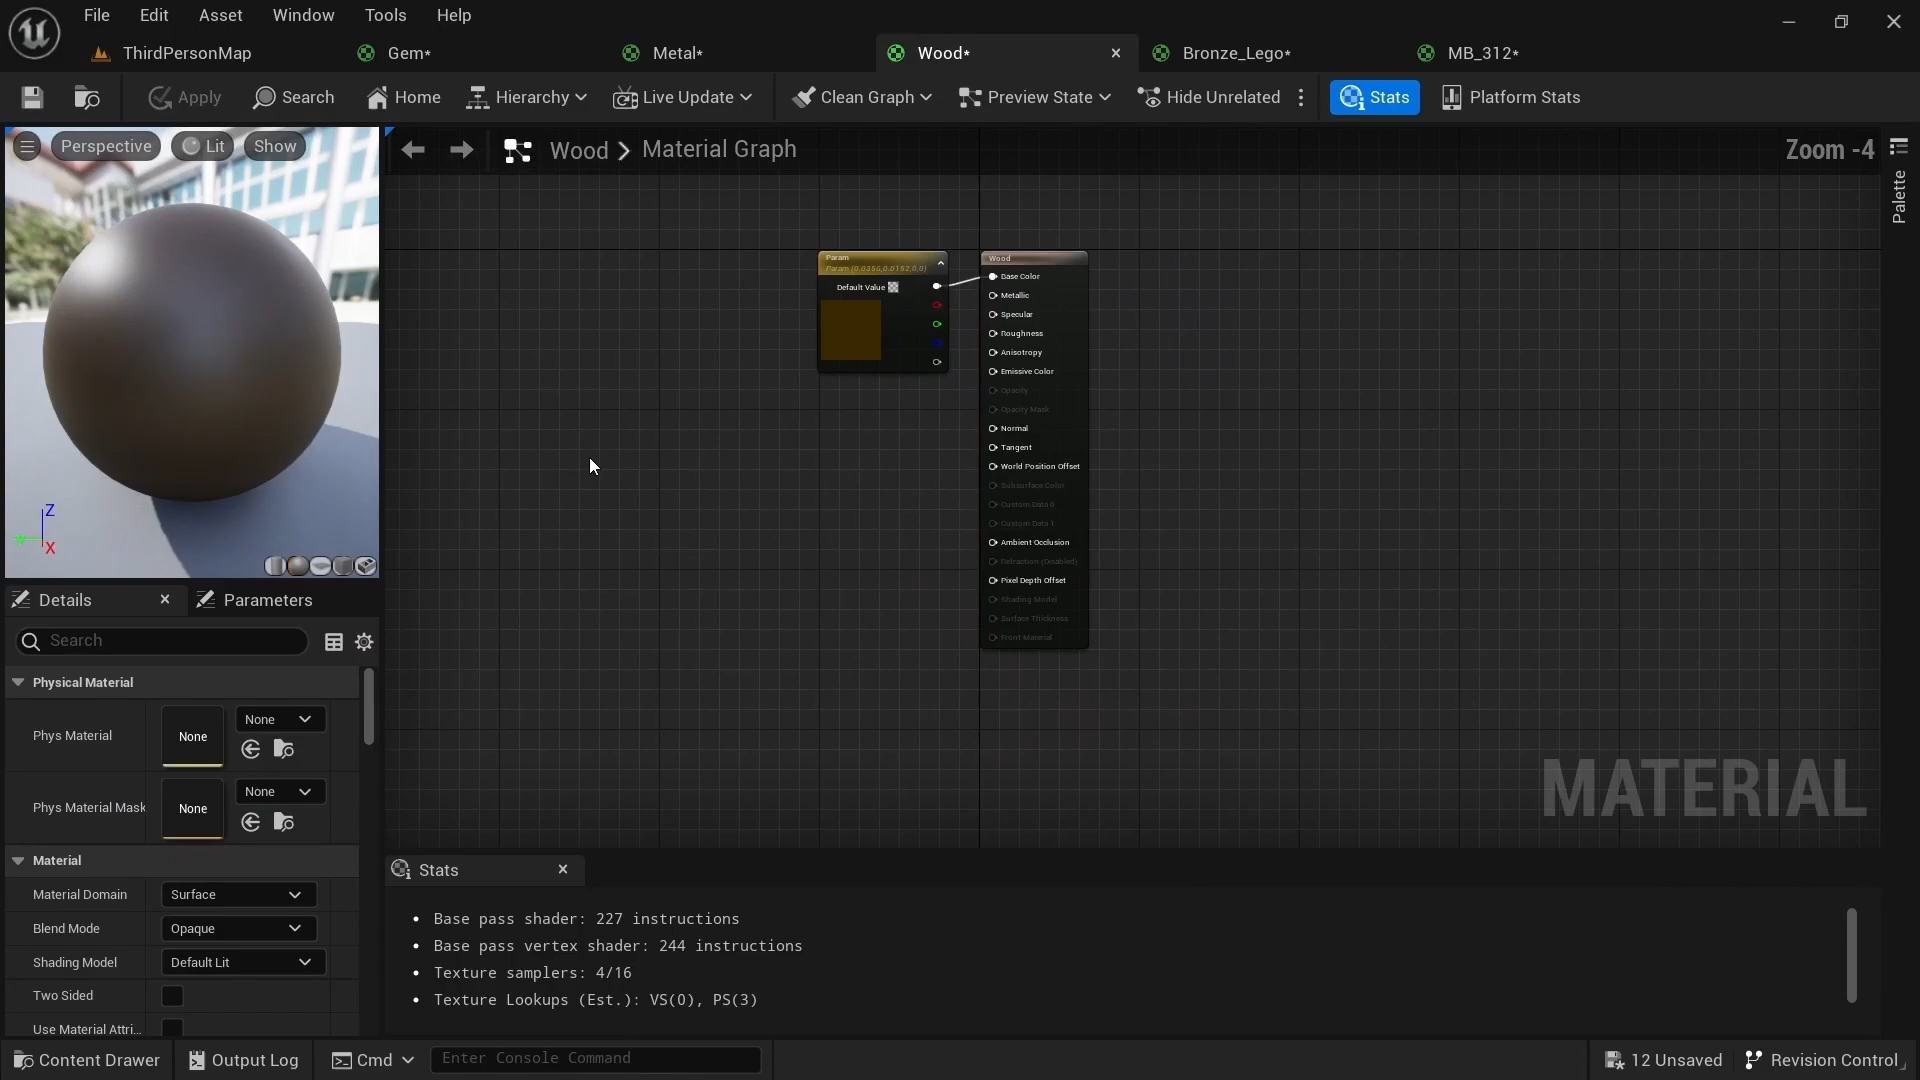 File Edit Asset Window Tools Help
ThirdPersonMap Gem* Metal* Wood* Bronze_Lego* MB_312*
Apply Search Home Hierarchy Live Update Clean Graph Preview State Hide Unrelated Stats Platform Stats
Perspective Lit Show
Wood > Material Graph
Zoom -4
Palette
Param
Param (0.0356,0.0152,0,0)
Default Value
Wood
Base Color
Metallic
Specular
Roughness
Anisotropy
Emissive Color
Opacity
Opacity Mask
Normal
Tangent
World Position Offset
Subsurface Color
Custom Data 0
Custom Data 1
Ambient Occlusion
Refraction (Disabled)
Pixel Depth Offset
Shading Model
Surface Thickness
Front Material
MATERIAL
Z
X
Details Parameters
Search
Physical Material
Phys Material None None
Phys Material Mask None None
Material
Material Domain Surface
Blend Mode Opaque
Shading Model Default Lit
Two Sided
Use Material Attri...
Stats
• Base pass shader: 227 instructions
• Base pass vertex shader: 244 instructions
• Texture samplers: 4/16
• Texture Lookups (Est.): VS(0), PS(3)
Content Drawer Output Log Cmd Enter Console Command 12 Unsaved Revision Control